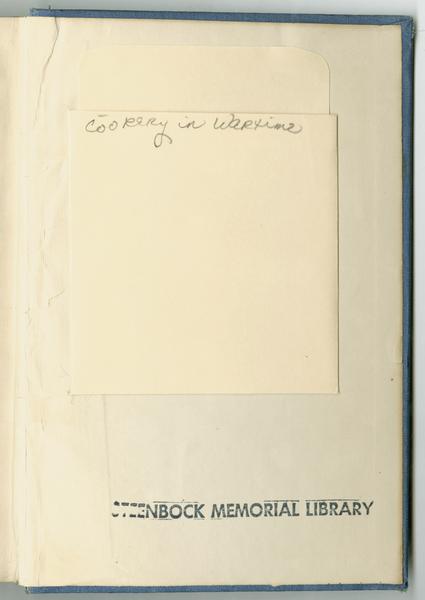 Cookery in Wartime
STEENBOCK MEMORIAL LIBRARY